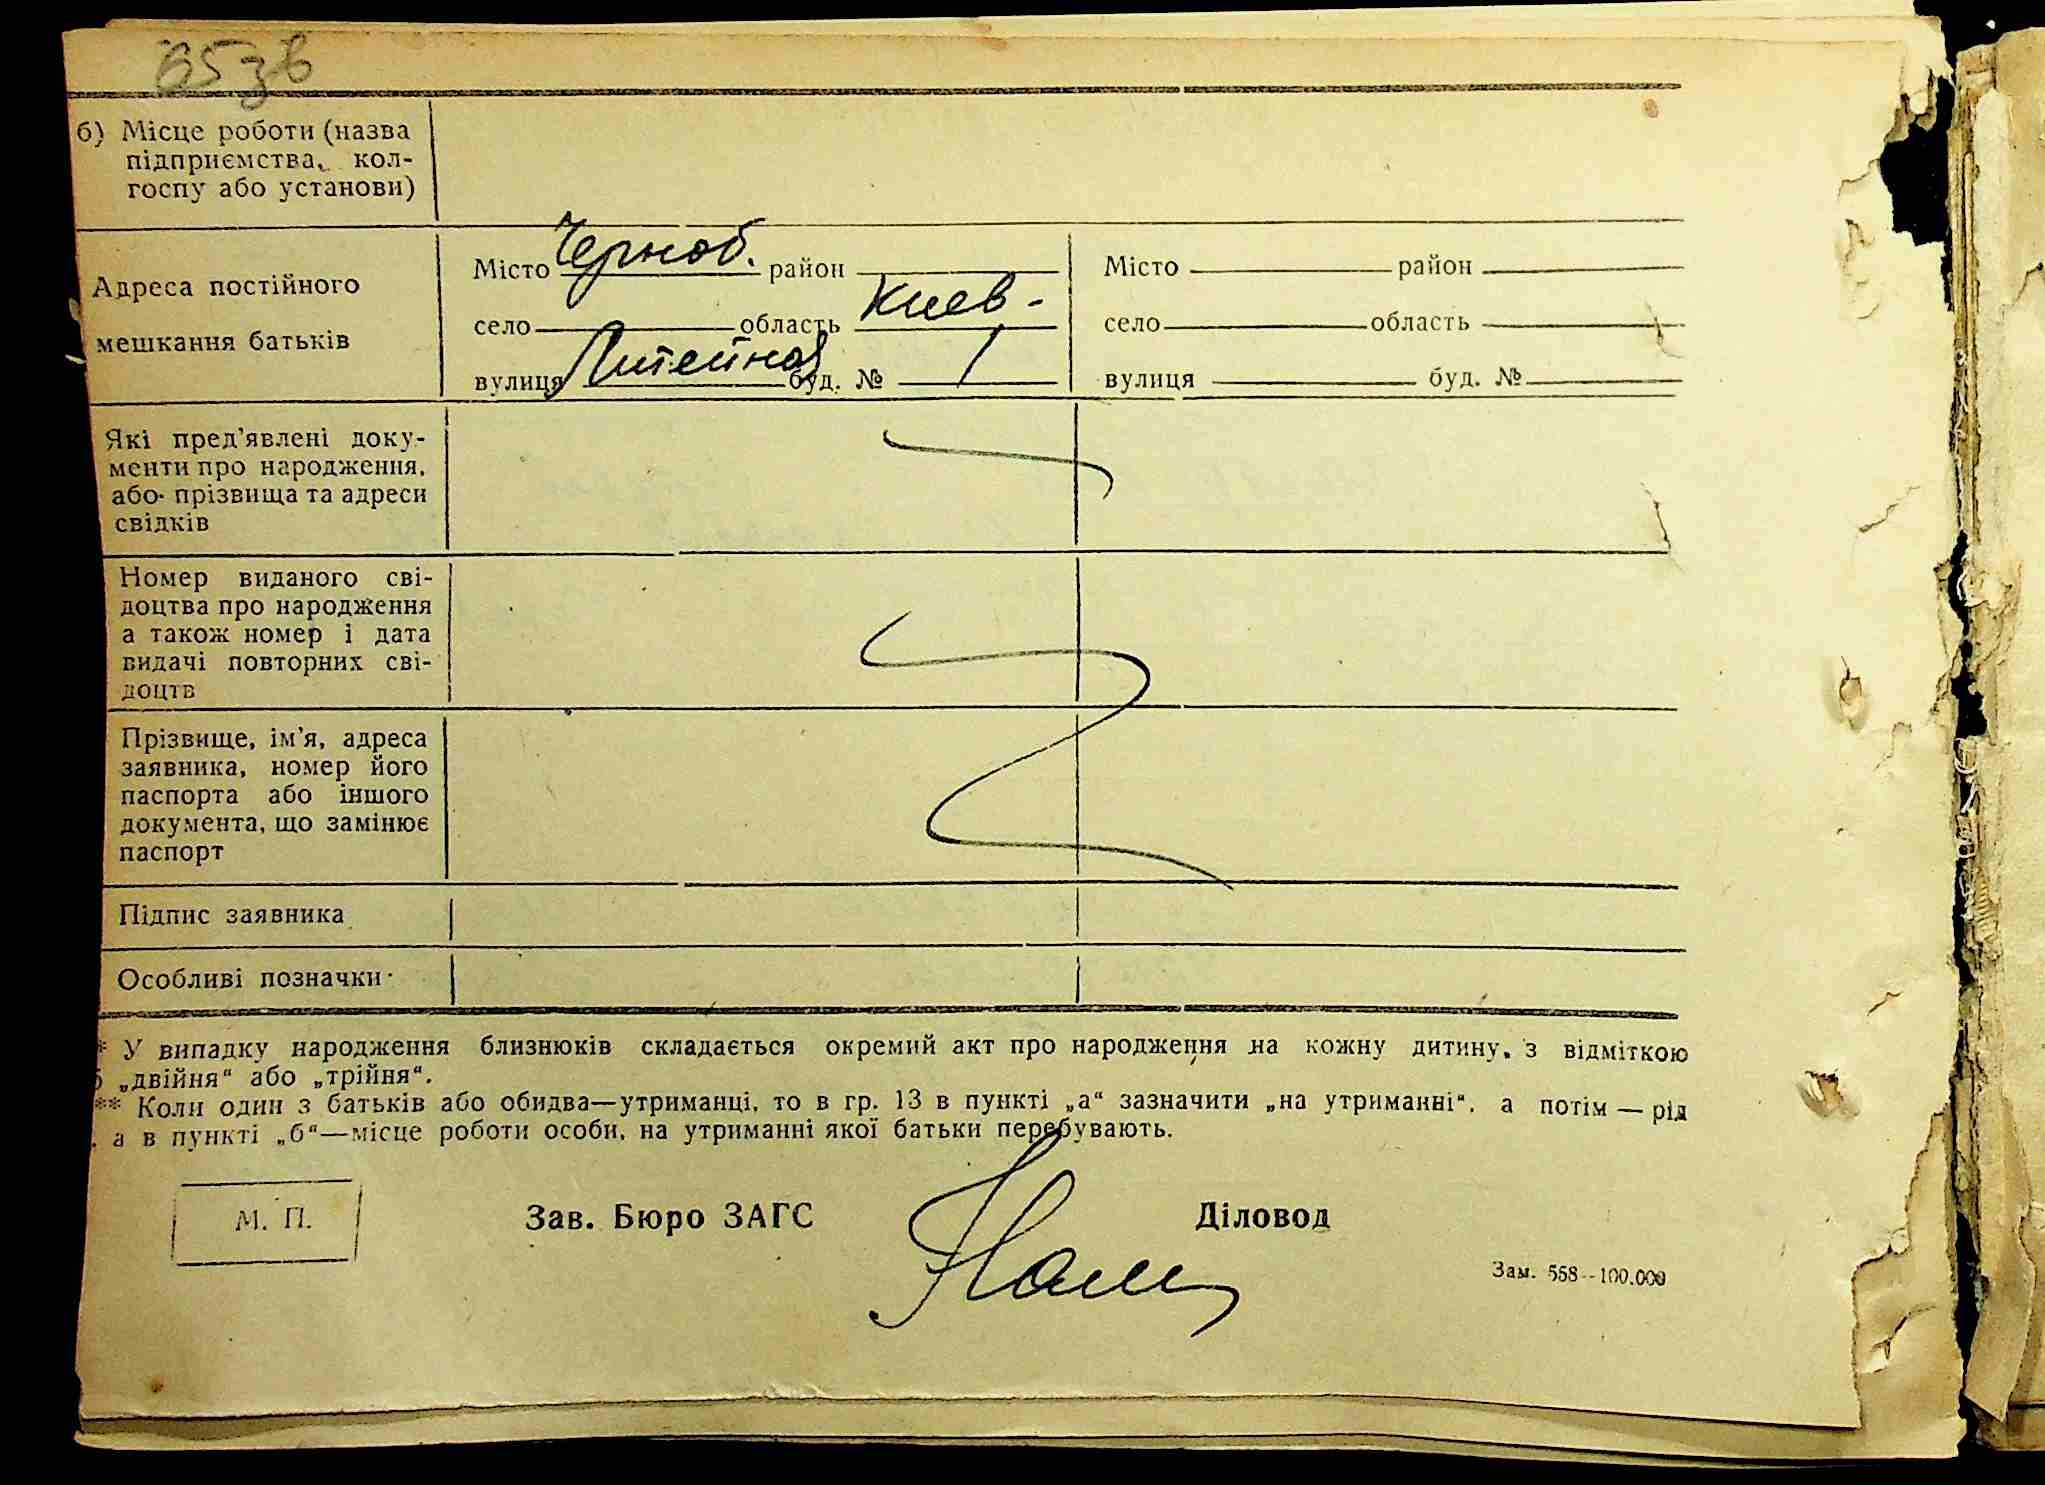 65зв
б) Місце роботи (назва
підприємства, кол-
госпу або установи)
Адреса постійного
мешкання батьків
Місто Черноб. район
село область Киев-
вулиця Литейная буд. № 1
Місто район
село область
вулиця буд. №
Які пред'явлені доку-
менти про народження,
або прізвища та адреси
свідків
Номер виданого сві-
доцтва про народження
а також номер і дата
видачі повторних сві-
доцтв
Прізвище, ім'я, адреса
заявника, номер його
паспорта або іншого
документа, що замінює
паспорт
Підпис заявника
Особливі позначки
* У випадку народження близнюків складається окремий акт про народження на кожну дитину, з відміткою
„двійня“ або „трійня“.
** Коли один з батьків або обидва—утриманці, то в гр. 13 в пункті „а“ зазначити „на утриманні“, а потім — рід
, а в пункті „б“—місце роботи особи, на утриманні якої батьки перебувають.
М. П.
Зав. Бюро ЗАГС
Діловод
Зам. 558--100.000